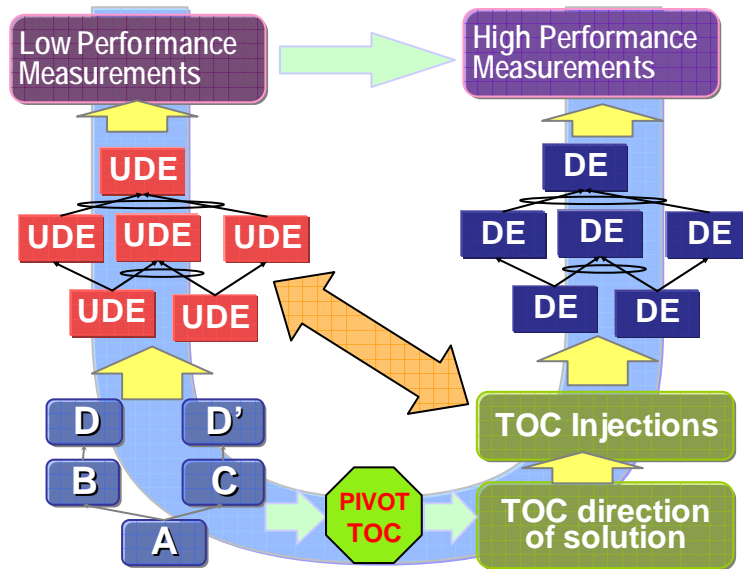 Low Performance
Measurements
High Performance
Measurements
UDE
UDE
UDE
UDE
UDE
UDE
DE
DE
DE
DE
DE
DE
D
D’
B
C
A
PIVOT
TOC
TOC Injections
TOC direction
of solution